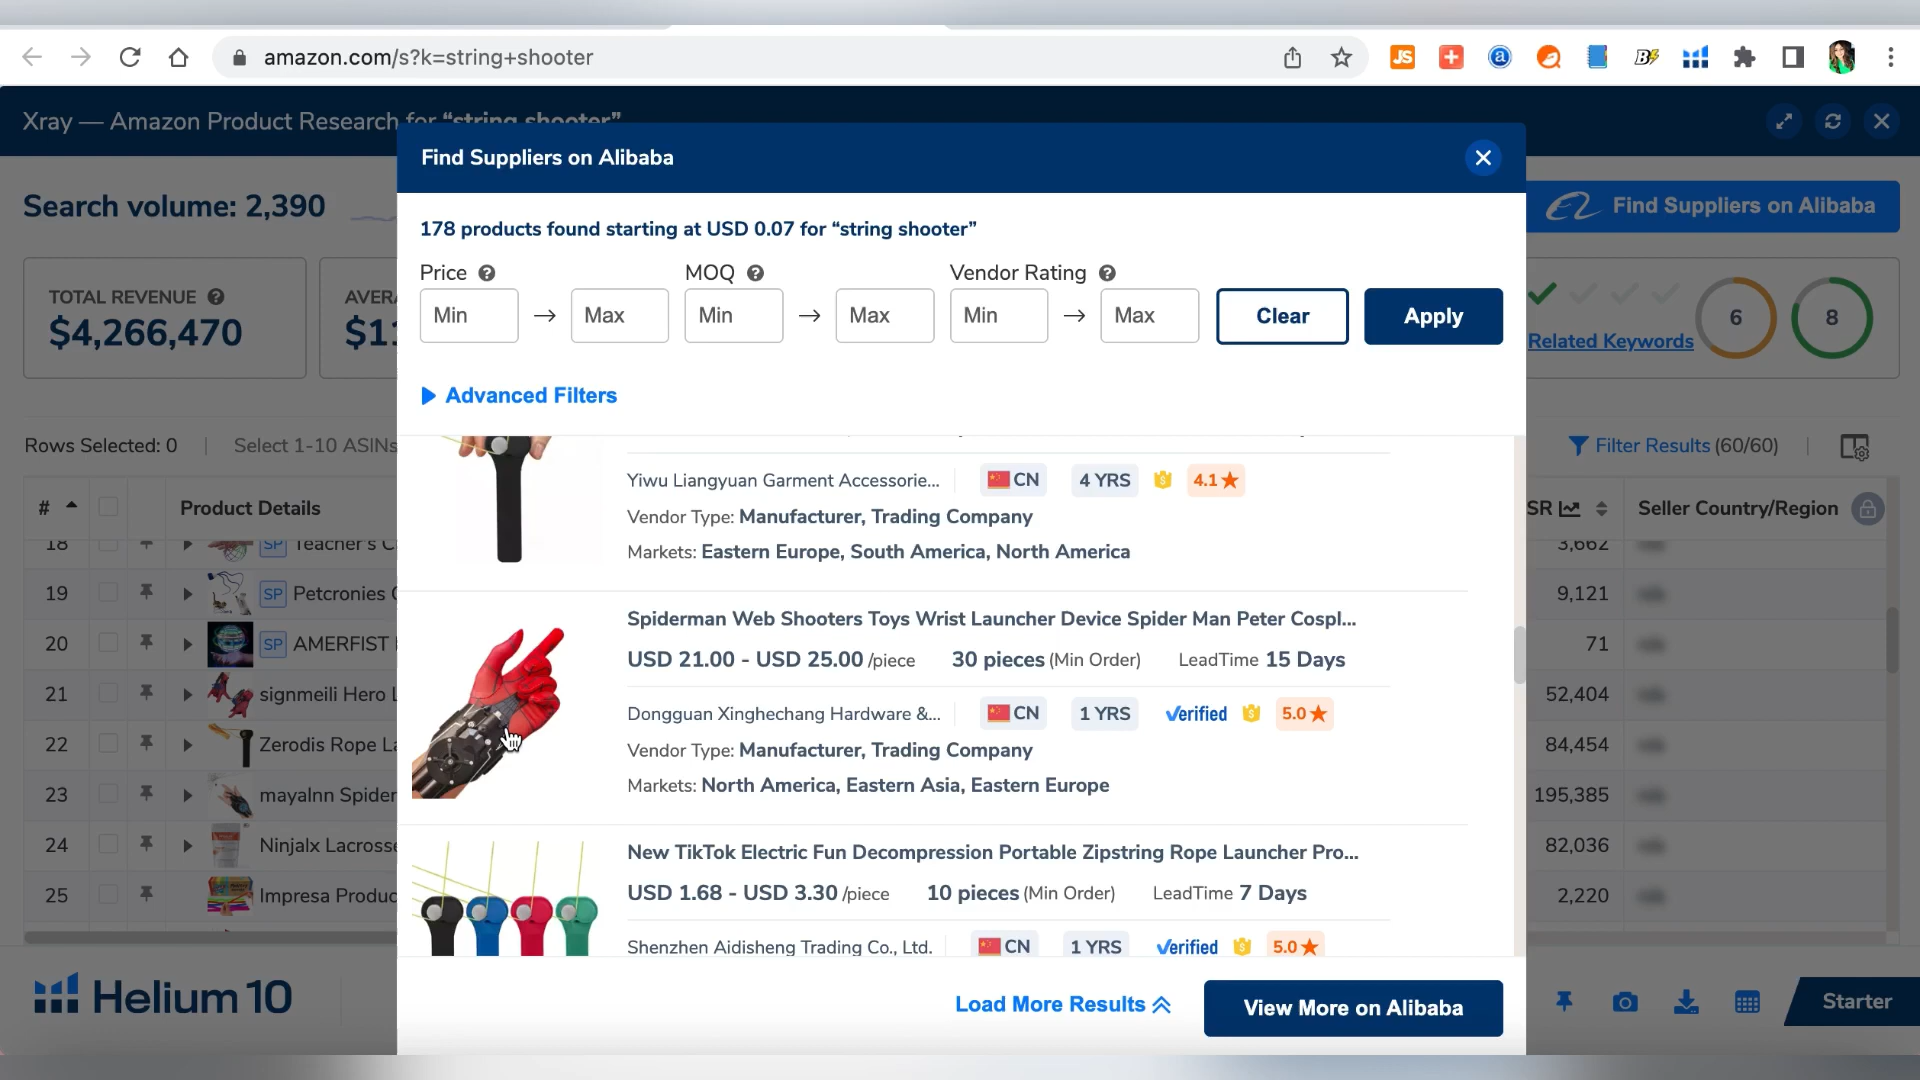 amazon.com/s?k=string+shooter
JS
a
Xray — Amazon Product Research for “string shooter”
Search volume: 2,390
Find Suppliers on Alibaba
TOTAL REVENUE
$4,266,470
Find Suppliers on Alibaba
178 products found starting at USD 0.07 for “string shooter”
Price
MOQ
Vendor Rating
Min → Max
Min → Max
Min → Max
Clear
Apply
Advanced Filters
Related Keywords
6
8
Rows Selected: 0
Select 1-10 ASINs
Filter Results (60/60)
#
Product Details
Seller Country/Region
18 SP Teacher's 3,662
19 SP Petcronies 9,121
20 SP AMERFIST 71
21 signmeili Hero 52,404
22 Zerodis Rope 84,454
23 mayalnn Spider 195,385
24 Ninjalx 82,036
25 Impresa 2,220
Yiwu Liangyuan Garment Accessorie... CN 4 YRS 4.1
Vendor Type: Manufacturer, Trading Company
Markets: Eastern Europe, South America, North America
Spiderman Web Shooters Toys Wrist Launcher Device Spider Man Peter Cospl...
USD 21.00 - USD 25.00 /piece 30 pieces (Min Order) LeadTime 15 Days
Dongguan Xinghechang Hardware &... CN 1 YRS Verified 5.0
Vendor Type: Manufacturer, Trading Company
Markets: North America, Eastern Asia, Eastern Europe
New TikTok Electric Fun Decompression Portable Zipstring Rope Launcher Pro...
USD 1.68 - USD 3.30 /piece 10 pieces (Min Order) LeadTime 7 Days
Shenzhen Aidisheng Trading Co., Ltd. CN 1 YRS Verified 5.0
Helium 10
Load More Results
View More on Alibaba
Starter